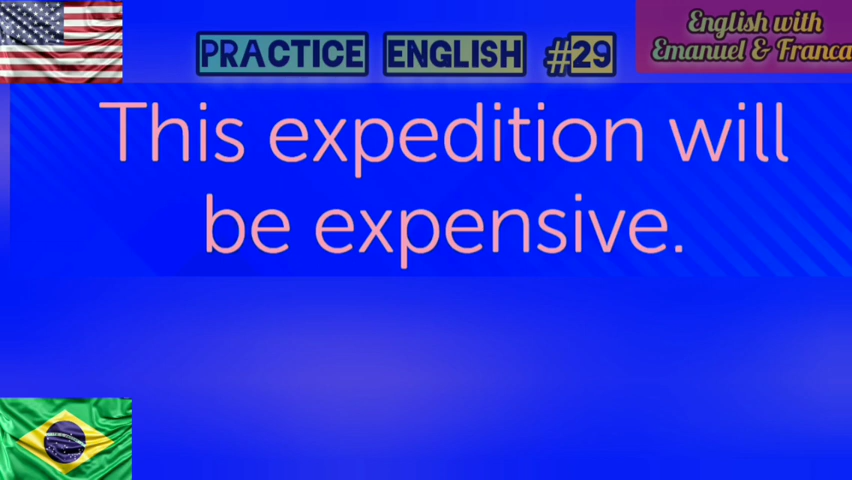 PRACTICE ENGLISH #29
English with
Emanuel & Franca
This expedition will
be expensive.